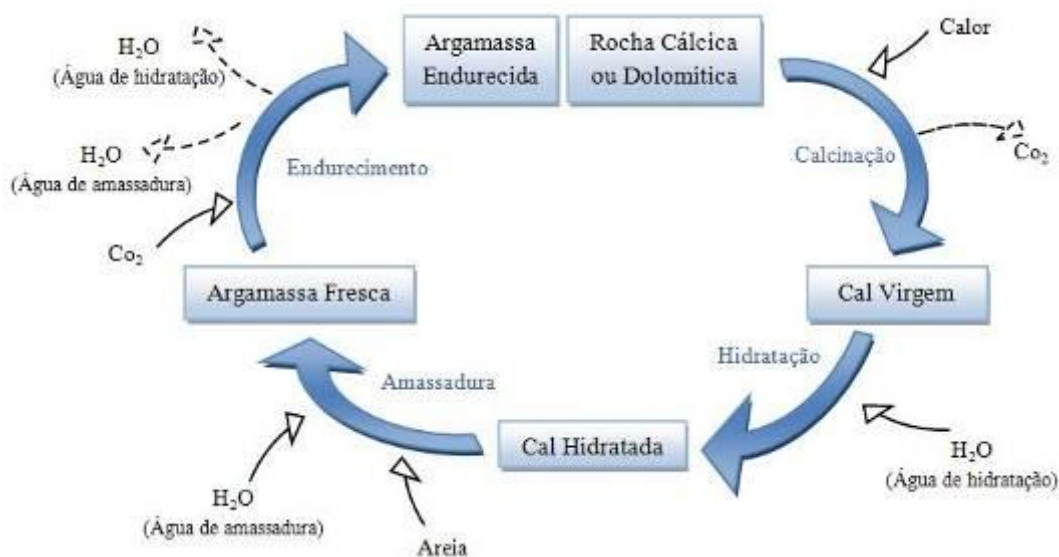 H₂O
(Água de hidratação)
Argamassa
Endurecida
Rocha Cálcica
ou Dolomítica
Calor
H₂O
(Água de amassadura)
Endurecimento
Calcinação
Co₂
Co₂
Argamassa Fresca
Cal Virgem
Hidratação
Amassadura
Cal Hidratada
H₂O
(Água de hidratação)
H₂O
(Água de amassadura)
Areia